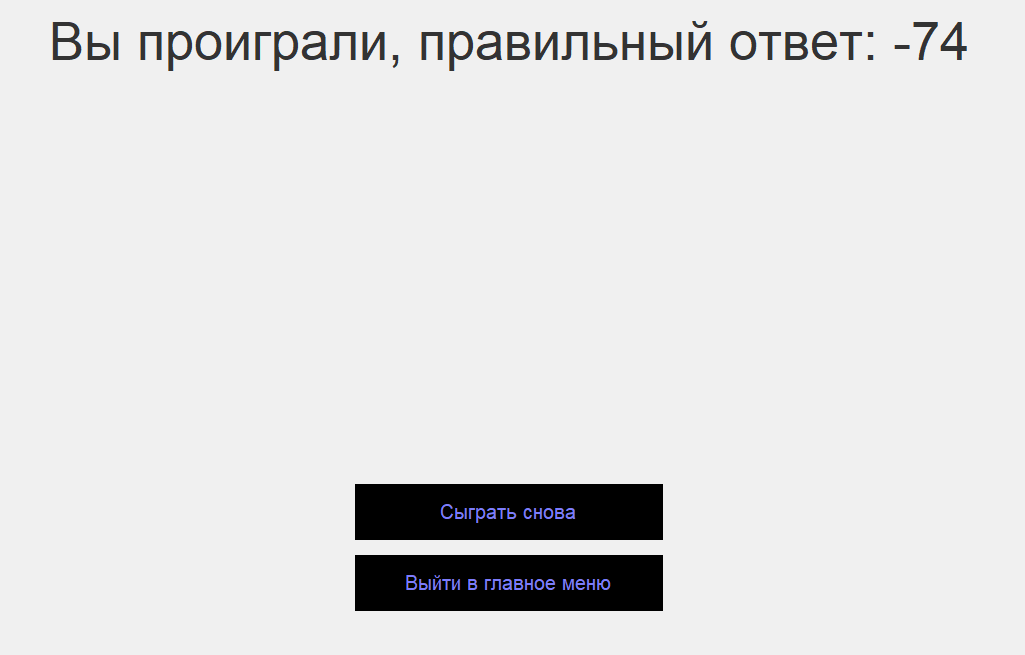 Вы проиграли, правильный ответ: -74
Сыграть снова
Выйти в главное меню